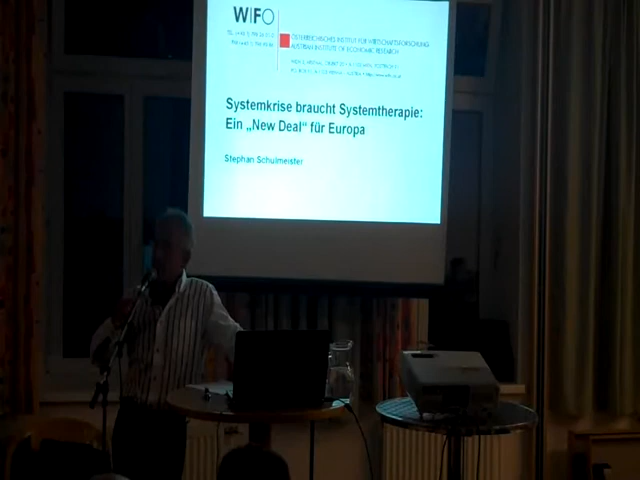 WIFO
ÖSTERREICHISCHES INSTITUT FÜR WIRTSCHAFTSFORSCHUNG
AUSTRIAN INSTITUTE OF ECONOMIC RESEARCH
Systemkrise braucht Systemtherapie:
Ein „New Deal“ für Europa
Stephan Schulmeister